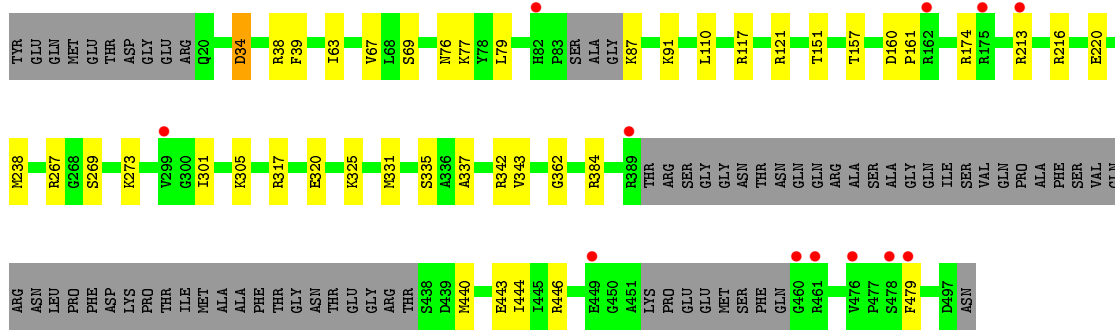 TYR GLU GLN MET GLU THR ASP GLY GLU ARG Q20 D34 R38 F39 I63 V67 L68 S69 N76 K77 Y78 L79 H82 P83 SER ALA GLY K87 K91 L110 R117 R121 T151 T157 D160 P161 R162 R174 R175 R213 R216 E220
M238 R267 G268 S269 K273 V299 G300 I301 K305 R317 E320 K325 M331 S335 A336 A337 R342 V343 G362 R384 R389 THR ARG SER GLY GLY ASN THR ASN GLN GLN ARG ALA SER ALA GLY GLN ILE SER VAL GLN PRO ALA PHE SER VAL GLN
ARG ASN LEU PRO PHE ASP LYS PRO THR ILE MET ALA ALA PHE THR GLY ASN THR GLU GLY ARG THR S438 D439 M440 E443 I444 I445 R446 E449 G450 A451 LYS PRO GLU GLU MET SER PHE GLN G460 R461 V476 P477 S478 F479 D497 ASN